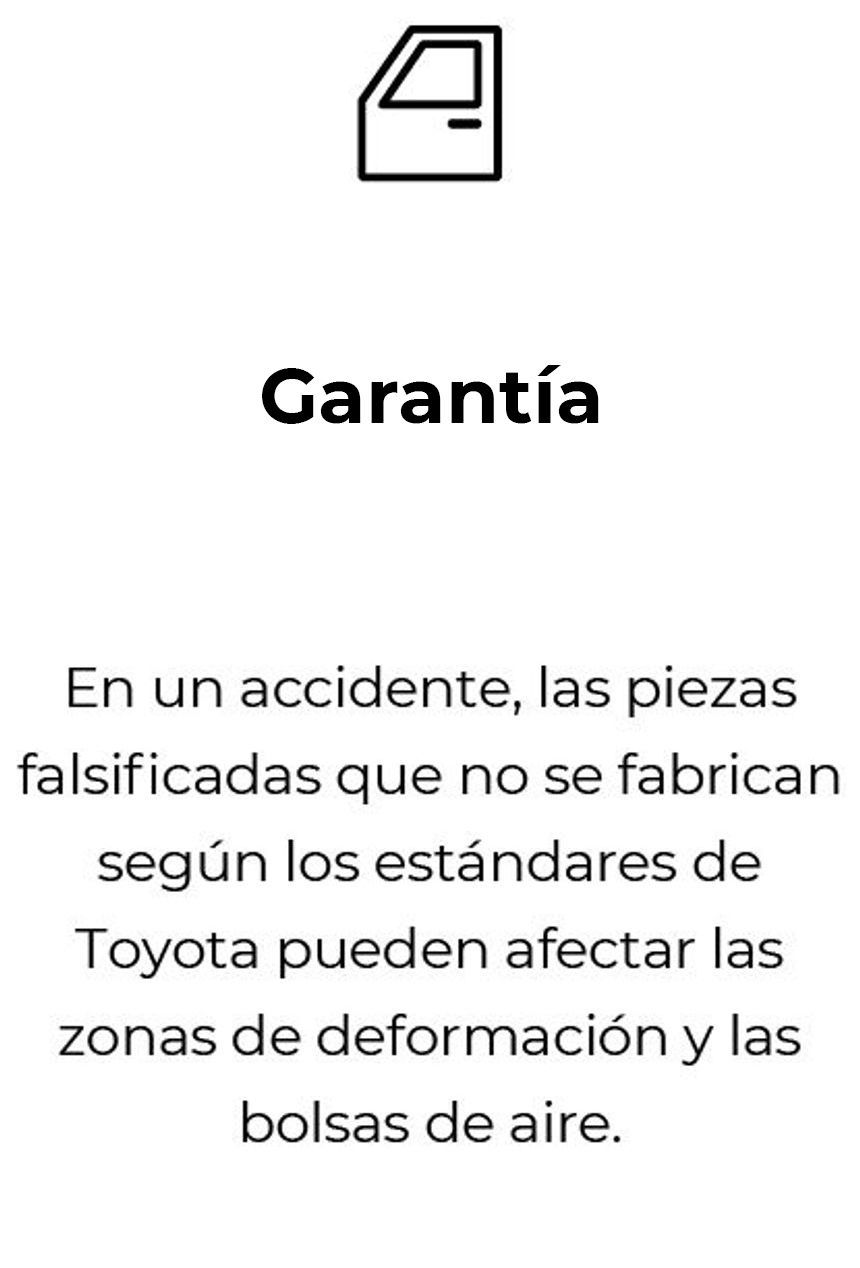 Garantía
En un accidente, las piezas
falsificadas que no se fabrican
según los estándares de
Toyota pueden afectar las
zonas de deformación y las
bolsas de aire.